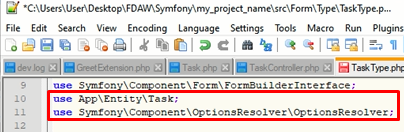 *C:\Users\User\Desktop\FDAW\Symfony\my_project_name\src\Form\Type\TaskType.p...
File Edit Search View Encoding Language Settings Tools Macro Run Plugins
dev.log GreetExtension.php Task.php TaskController.php TaskType.php
9 use Symfony\Component\Form\FormBuilderInterface;
10 use App\Entity\Task;
11 use Symfony\Component\OptionsResolver\OptionsResolver;